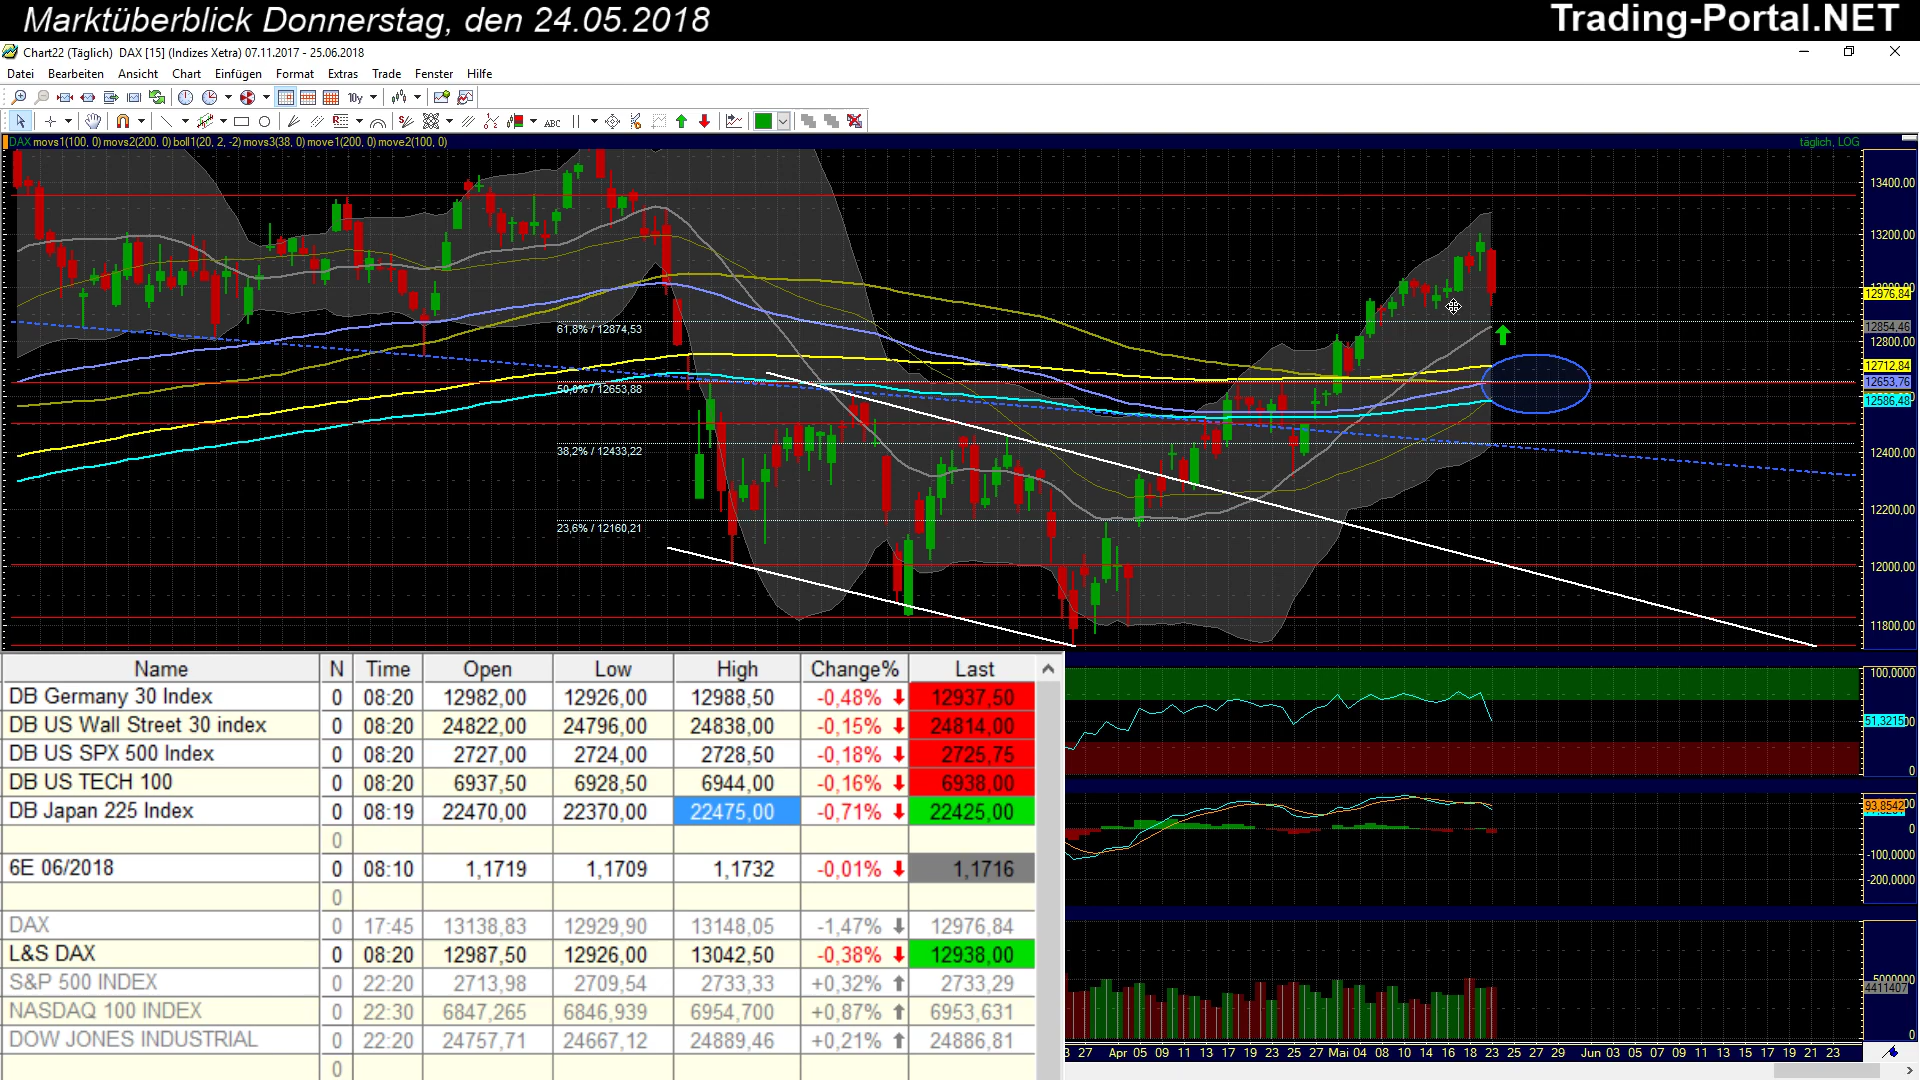 Marktüberblick Donnerstag, den 24.05.2018
Trading-Portal.NET
Chart22 (Täglich) DAX [15] (Indizes Xetra) 07.11.2017 - 25.06.2018
Datei Bearbeiten Ansicht Chart Einfügen Format Extras Trade Fenster Hilfe
10y
ABC
DAX movs1(100, 0) movs2(200, 0) boll1(20, 2, -2) movs3(38, 0) move1(200, 0) move2(100, 0)
täglich, LOG
13400,00
13200,00
12976,84
61,8% / 12874,53
12854,46
12800,00
12712,84
50,0% / 12653,88
12653,76
12586,48
38,2% / 12433,22
12400,00
12200,00
23,6% / 12160,21
12000,00
11800,00
Name N Time Open Low High Change% Last
DB Germany 30 Index 0 08:20 12982,00 12926,00 12988,50 -0,48% 12937,50
DB US Wall Street 30 index 0 08:20 24822,00 24796,00 24838,00 -0,15% 24814,00
DB US SPX 500 Index 0 08:20 2727,00 2724,00 2728,50 -0,18% 2725,75
DB US TECH 100 0 08:20 6937,50 6928,50 6944,00 -0,16% 6938,00
DB Japan 225 Index 0 08:19 22470,00 22370,00 22475,00 -0,71% 22425,00
0
6E 06/2018 0 08:10 1,1719 1,1709 1,1732 -0,01% 1,1716
0
DAX 0 17:45 13138,83 12929,90 13148,05 -1,47% 12976,84
L&S DAX 0 08:20 12987,50 12926,00 13042,50 -0,38% 12938,00
S&P 500 INDEX 0 22:20 2713,98 2709,54 2733,33 +0,32% 2733,29
NASDAQ 100 INDEX 0 22:30 6847,265 6846,939 6954,700 +0,87% 6953,631
DOW JONES INDUSTRIAL 0 22:20 24757,71 24667,12 24889,46 +0,21% 24886,81
0
100,0000
51,3215
0
93,8542
0
-100,0000
-200,0000
5000000
4411407
0
27 Apr 05 09 11 13 17 19 23 25 27 Mai 04 08 10 14 16 18 23 25 27 29 Jun 03 05 07 09 11 13 15 17 19 21 23